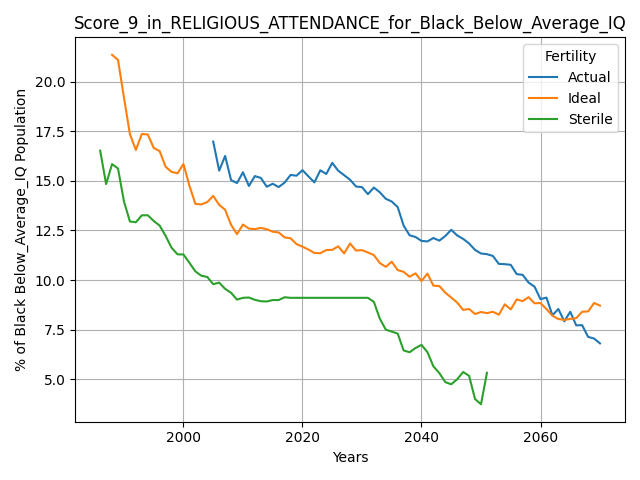 Score_9_in_RELIGIOUS_ATTENDANCE_for_Black_Below_Average_IQ
Fertility
Actual
Ideal
Sterile
% of Black Below_Average_IQ Population
20.0
17.5
15.0
12.5
10.0
7.5
5.0
2000
2020
2040
2060
Years